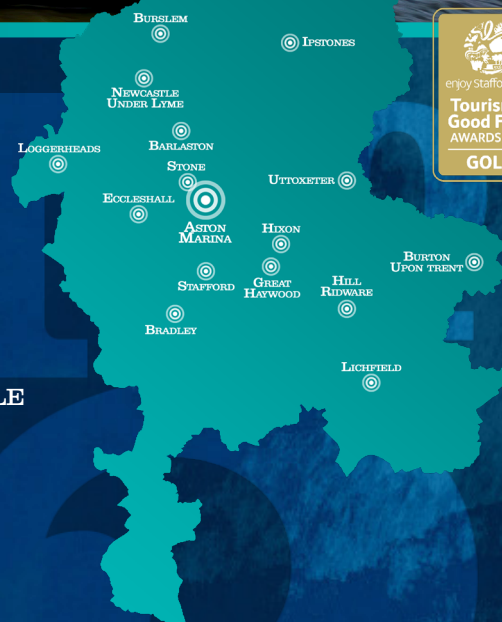 BURSLEM
IPSTONES
NEWCASTLE
UNDER LYME
BARLASTON
LOGGERHEADS
STONE
UTTOXETER
ECCLESHALL
ASTON
MARINA
HIXON
BURTON
UPON TRENT
STAFFORD
GREAT
HAYWOOD
HILL
RIDWARE
BRADLEY
LICHFIELD
LE
enjoy Staffo
Touris
Good F
AWARDS
GOL